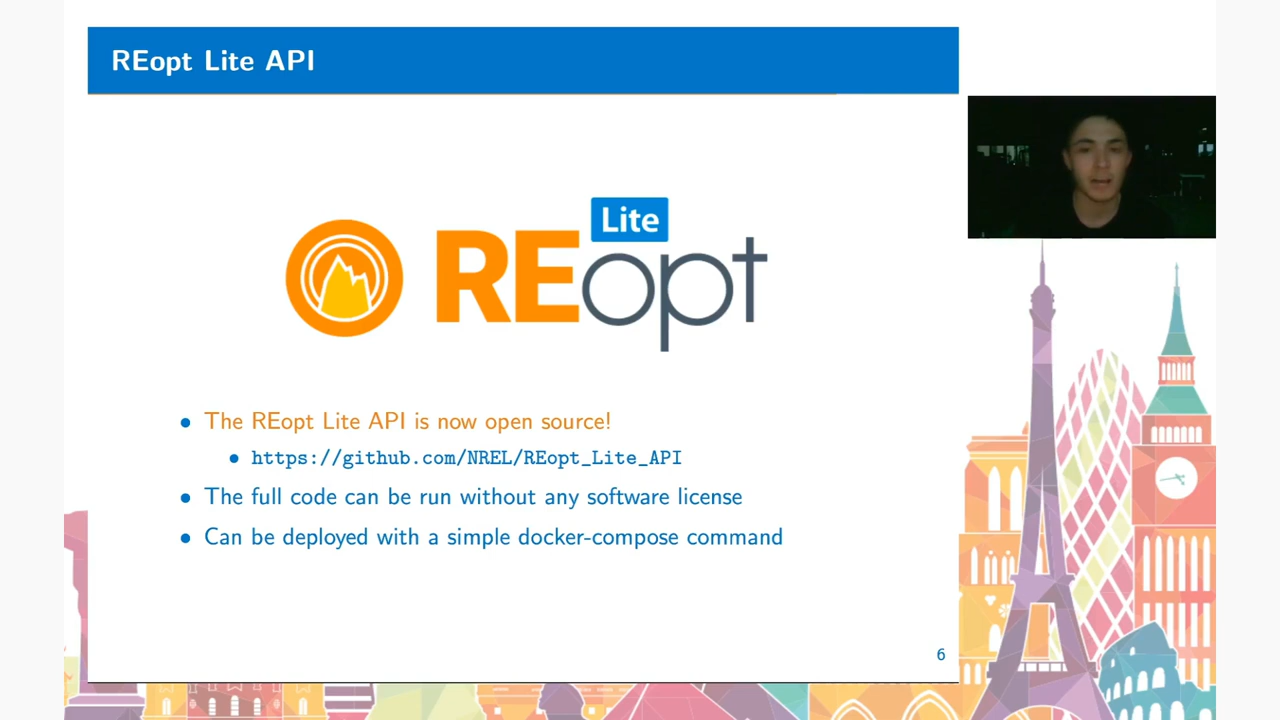 REopt Lite API
Lite
REopt
The REopt Lite API is now open source!
https://github.com/NREL/REopt_Lite_API
The full code can be run without any software license
Can be deployed with a simple docker-compose command
6